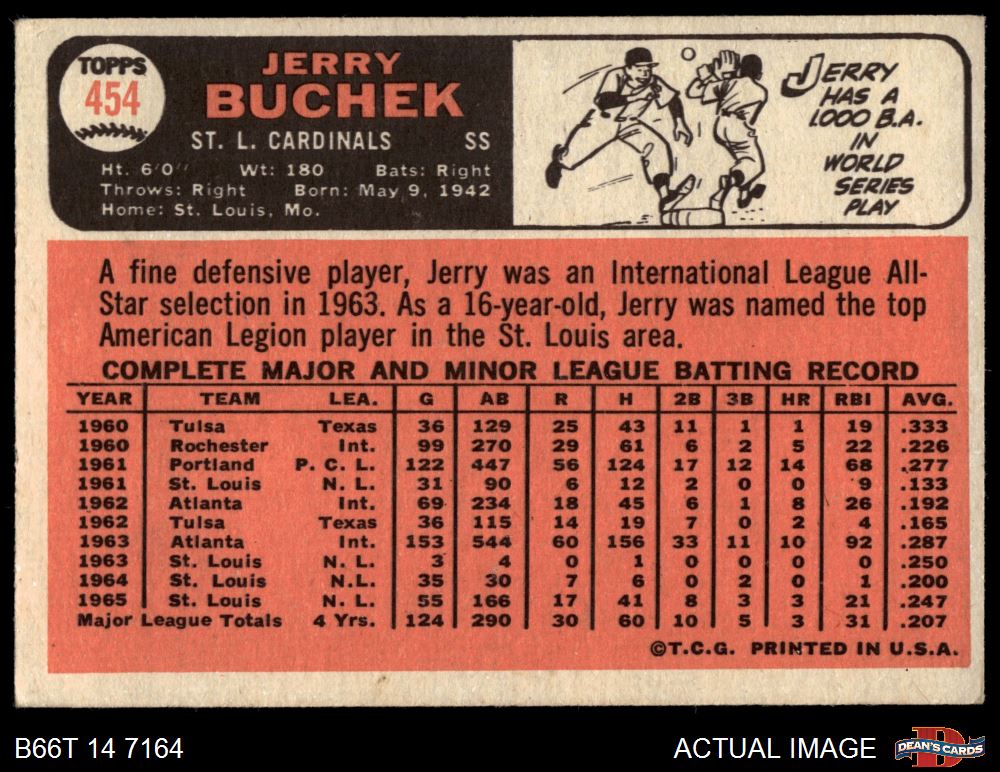 TOPPS
454
JERRY
BUCHEK
ST. L. CARDINALS SS
Ht. 6'0" Wt: 180 Bats: Right
Throws: Right Born: May 9, 1942
Home: St. Louis, Mo.
JERRY
HAS A
1.000 B.A.
IN
WORLD
SERIES
PLAY
A fine defensive player, Jerry was an International League All-
Star selection in 1963. As a 16-year-old, Jerry was named the top
American Legion player in the St. Louis area.
COMPLETE MAJOR AND MINOR LEAGUE BATTING RECORD
YEAR TEAM LEA. G AB R H 2B 3B HR RBI AVG.
1960 Tulsa Texas 36 129 25 43 11 1 1 19 .333
1960 Rochester Int. 99 270 29 61 6 2 5 22 .226
1961 Portland P. C. L. 122 447 56 124 17 12 14 68 .277
1961 St. Louis N. L. 31 90 6 12 2 0 0 9 .133
1962 Atlanta Int. 69 234 18 45 6 1 8 26 .192
1962 Tulsa Texas 36 115 14 19 7 0 2 4 .165
1963 Atlanta Int. 153 544 60 156 33 11 10 92 .287
1963 St. Louis N. L. 3 4 0 1 0 0 0 0 .250
1964 St. Louis N.L. 35 30 7 6 0 2 0 1 .200
1965 St. Louis N. L. 55 166 17 41 8 3 3 21 .247
Major League Totals 4 Yrs. 124 290 30 60 10 5 3 31 .207
©T.C.G. PRINTED IN U.S.A.
B66T 14 7164
ACTUAL IMAGE
DEAN'S CARDS